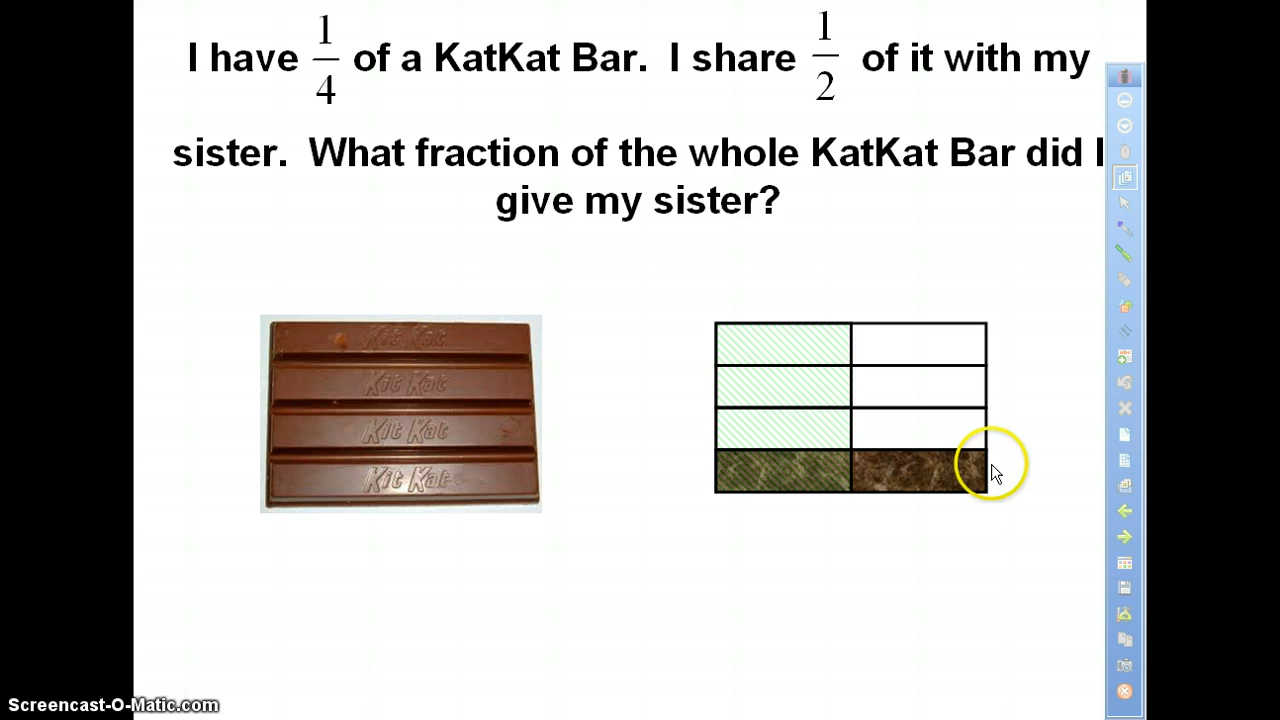 I have 1/4 of a KatKat Bar. I share 1/2 of it with my
sister. What fraction of the whole KatKat Bar did I
give my sister?
Kit Kat
Kit Kat
Kit Kat
Kit Kat
Screencast-O-Matic.com